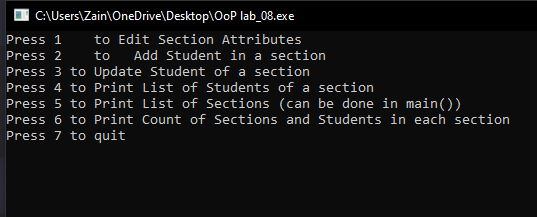 C:\Users\Zain\OneDrive\Desktop\OoP lab_08.exe
Press 1    to Edit Section Attributes
Press 2    to   Add Student in a section
Press 3 to Update Student of a section
Press 4 to Print List of Students of a section
Press 5 to Print List of Sections (can be done in main())
Press 6 to Print Count of Sections and Students in each section
Press 7 to quit